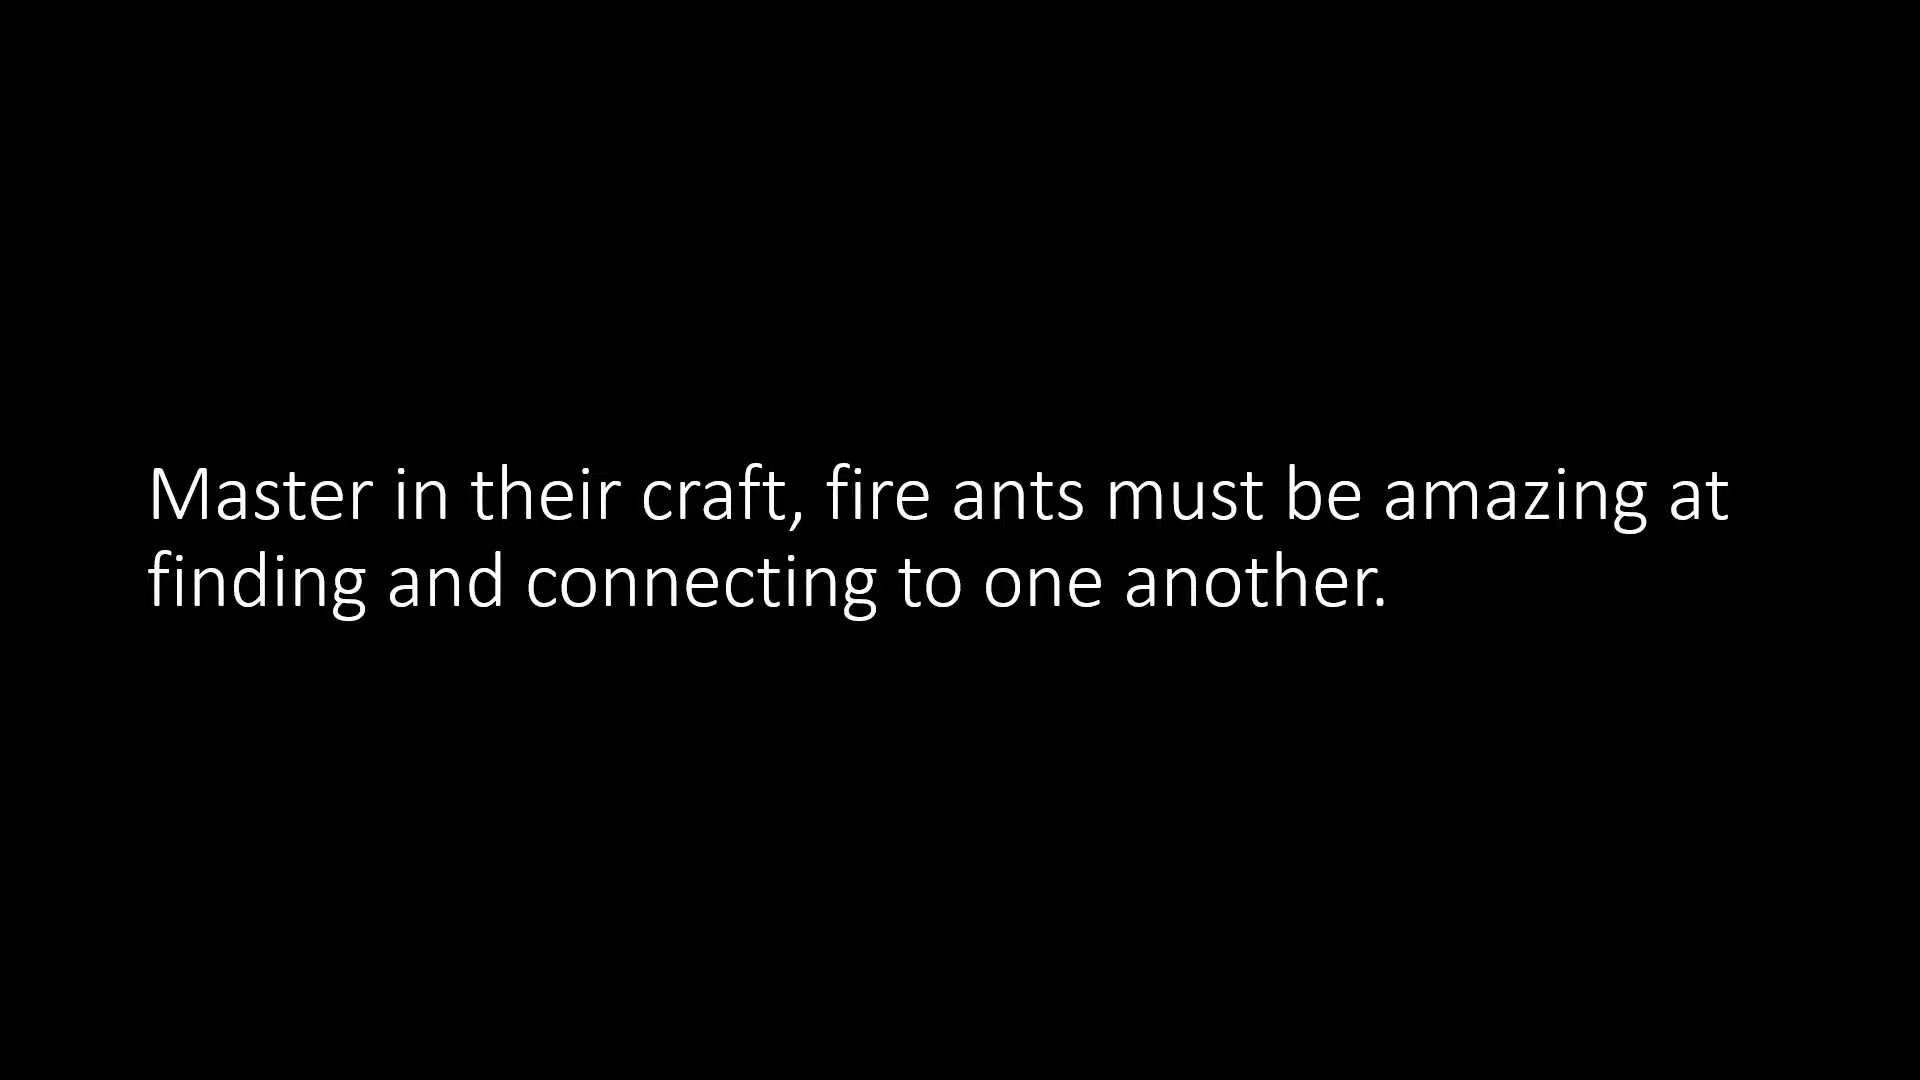 Master in their craft, fire ants must be amazing at
finding and connecting to one another.